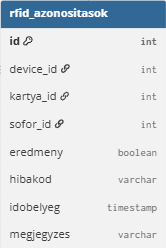 rfid_azonositasok
id int
device_id int
kartya_id int
sofor_id int
eredmeny boolean
hibakod varchar
idobelyeg timestamp
megjegyzes varchar